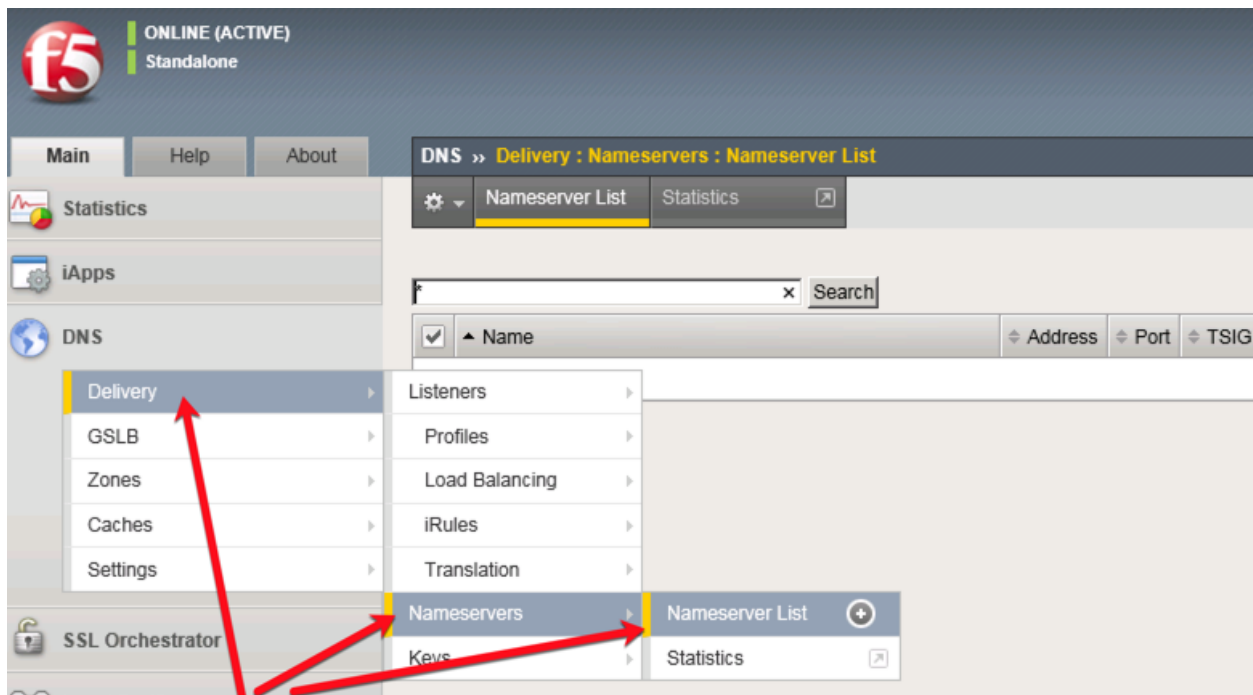 f5
ONLINE (ACTIVE)
Standalone
Main Help About
DNS » Delivery : Nameservers : Nameserver List
Nameserver List Statistics
Statistics
iApps
* × Search
DNS
Name Address Port TSIG
Delivery Listeners
GSLB Profiles
Zones Load Balancing
Caches iRules
Settings Translation
Nameservers Nameserver List
SSL Orchestrator
Keys Statistics